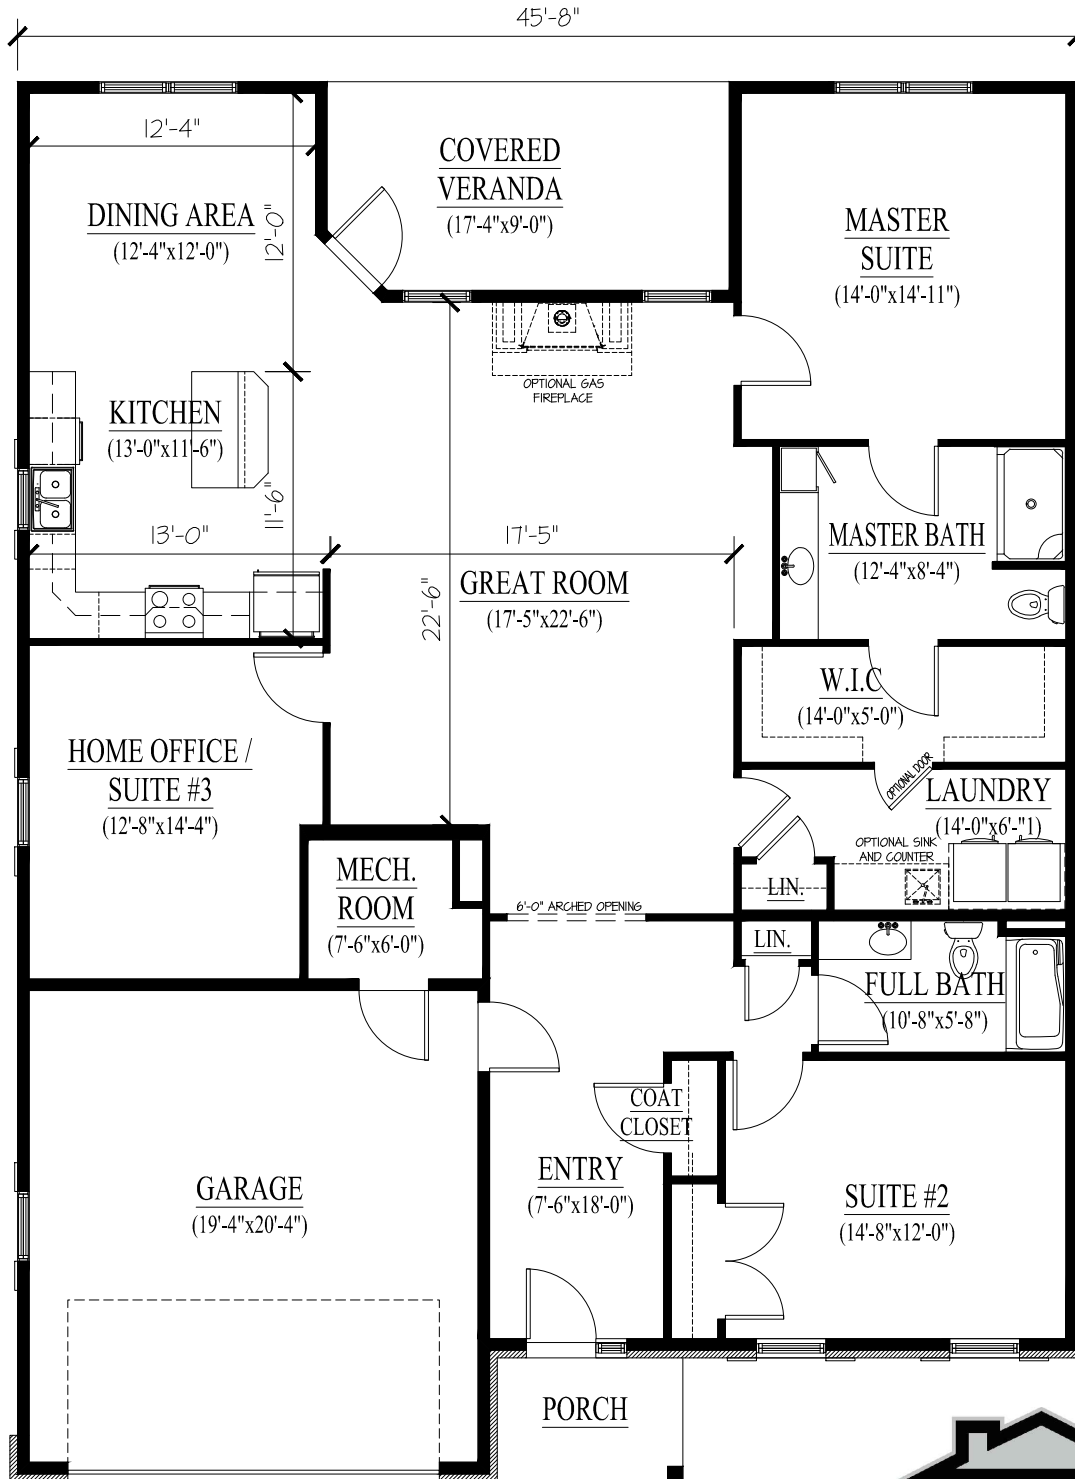 45'-8"
12'-4"
COVERED
VERANDA
(17'-4"x9'-0")
DINING AREA
(12'-4"x12'-0")
12'-0"
MASTER
SUITE
(14'-0"x14'-11")
OPTIONAL GAS
FIREPLACE
KITCHEN
(13'-0"x11'-6")
11'-6"
13'-0"
17'-5"
MASTER BATH
(12'-4"x8'-4")
GREAT ROOM
(17'-5"x22'-6")
22'-6"
W.I.C
(14'-0"x5'-0")
HOME OFFICE /
SUITE #3
(12'-8"x14'-4")
OPTIONAL DOOR
LAUNDRY
(14'-0"x6'-"1)
OPTIONAL SINK
AND COUNTER
MECH.
ROOM
(7'-6"x6'-0")
LIN.
6'-0" ARCHED OPENING
LIN.
FULL BATH
(10'-8"x5'-8")
COAT
CLOSET
GARAGE
(19'-4"x20'-4")
ENTRY
(7'-6"x18'-0")
SUITE #2
(14'-8"x12'-0")
PORCH